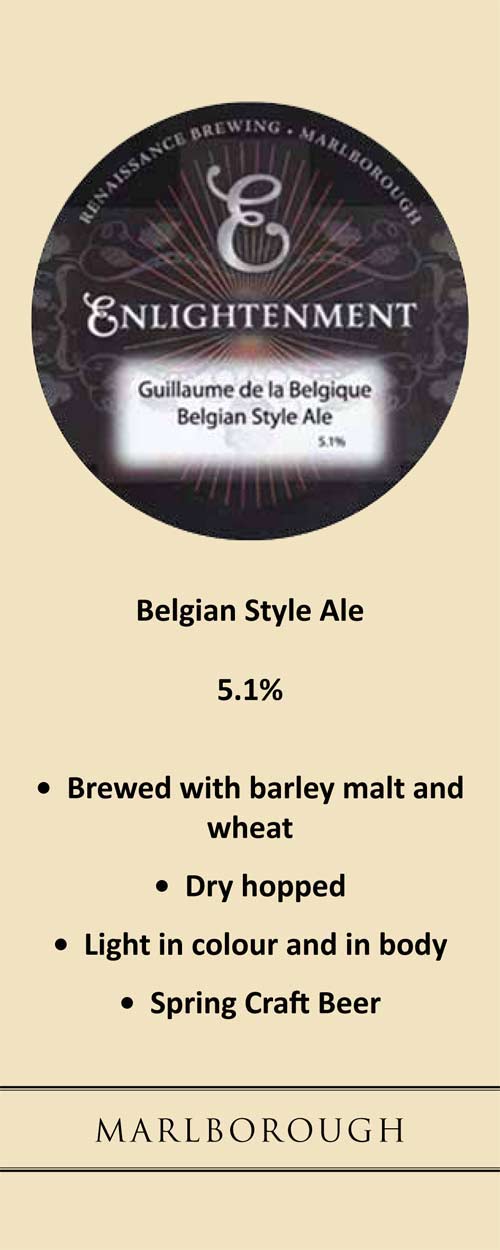 RENAISSANCE BREWING • MARLBOROUGH
E
ENLIGHTENMENT
Guillaume de la Belgique
Belgian Style Ale
5.1%
Belgian Style Ale
5.1%
• Brewed with barley malt and
wheat
• Dry hopped
• Light in colour and in body
• Spring Craft Beer
MARLBOROUGH